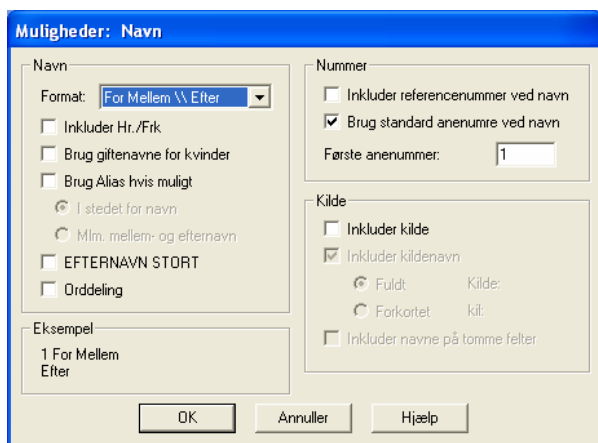 Muligheder: Navn
Navn
Format: For Mellem \\ Efter
Inkluder Hr./Frk
Brug giftenavne for kvinder
Brug Alias hvis muligt
I stedet for navn
Mlm. mellem- og efternavn
EFTERNAVN STORT
Orddeling
Eksempel
1 For Mellem
Efter
Nummer
Inkluder referencenummer ved navn
Brug standard anenumre ved navn
Første anenummer: 1
Kilde
Inkluder kilde
Inkluder kildenavn
Fuldt Kilde:
Forkortet kil:
Inkluder navne på tomme felter
OK Annuller Hjælp